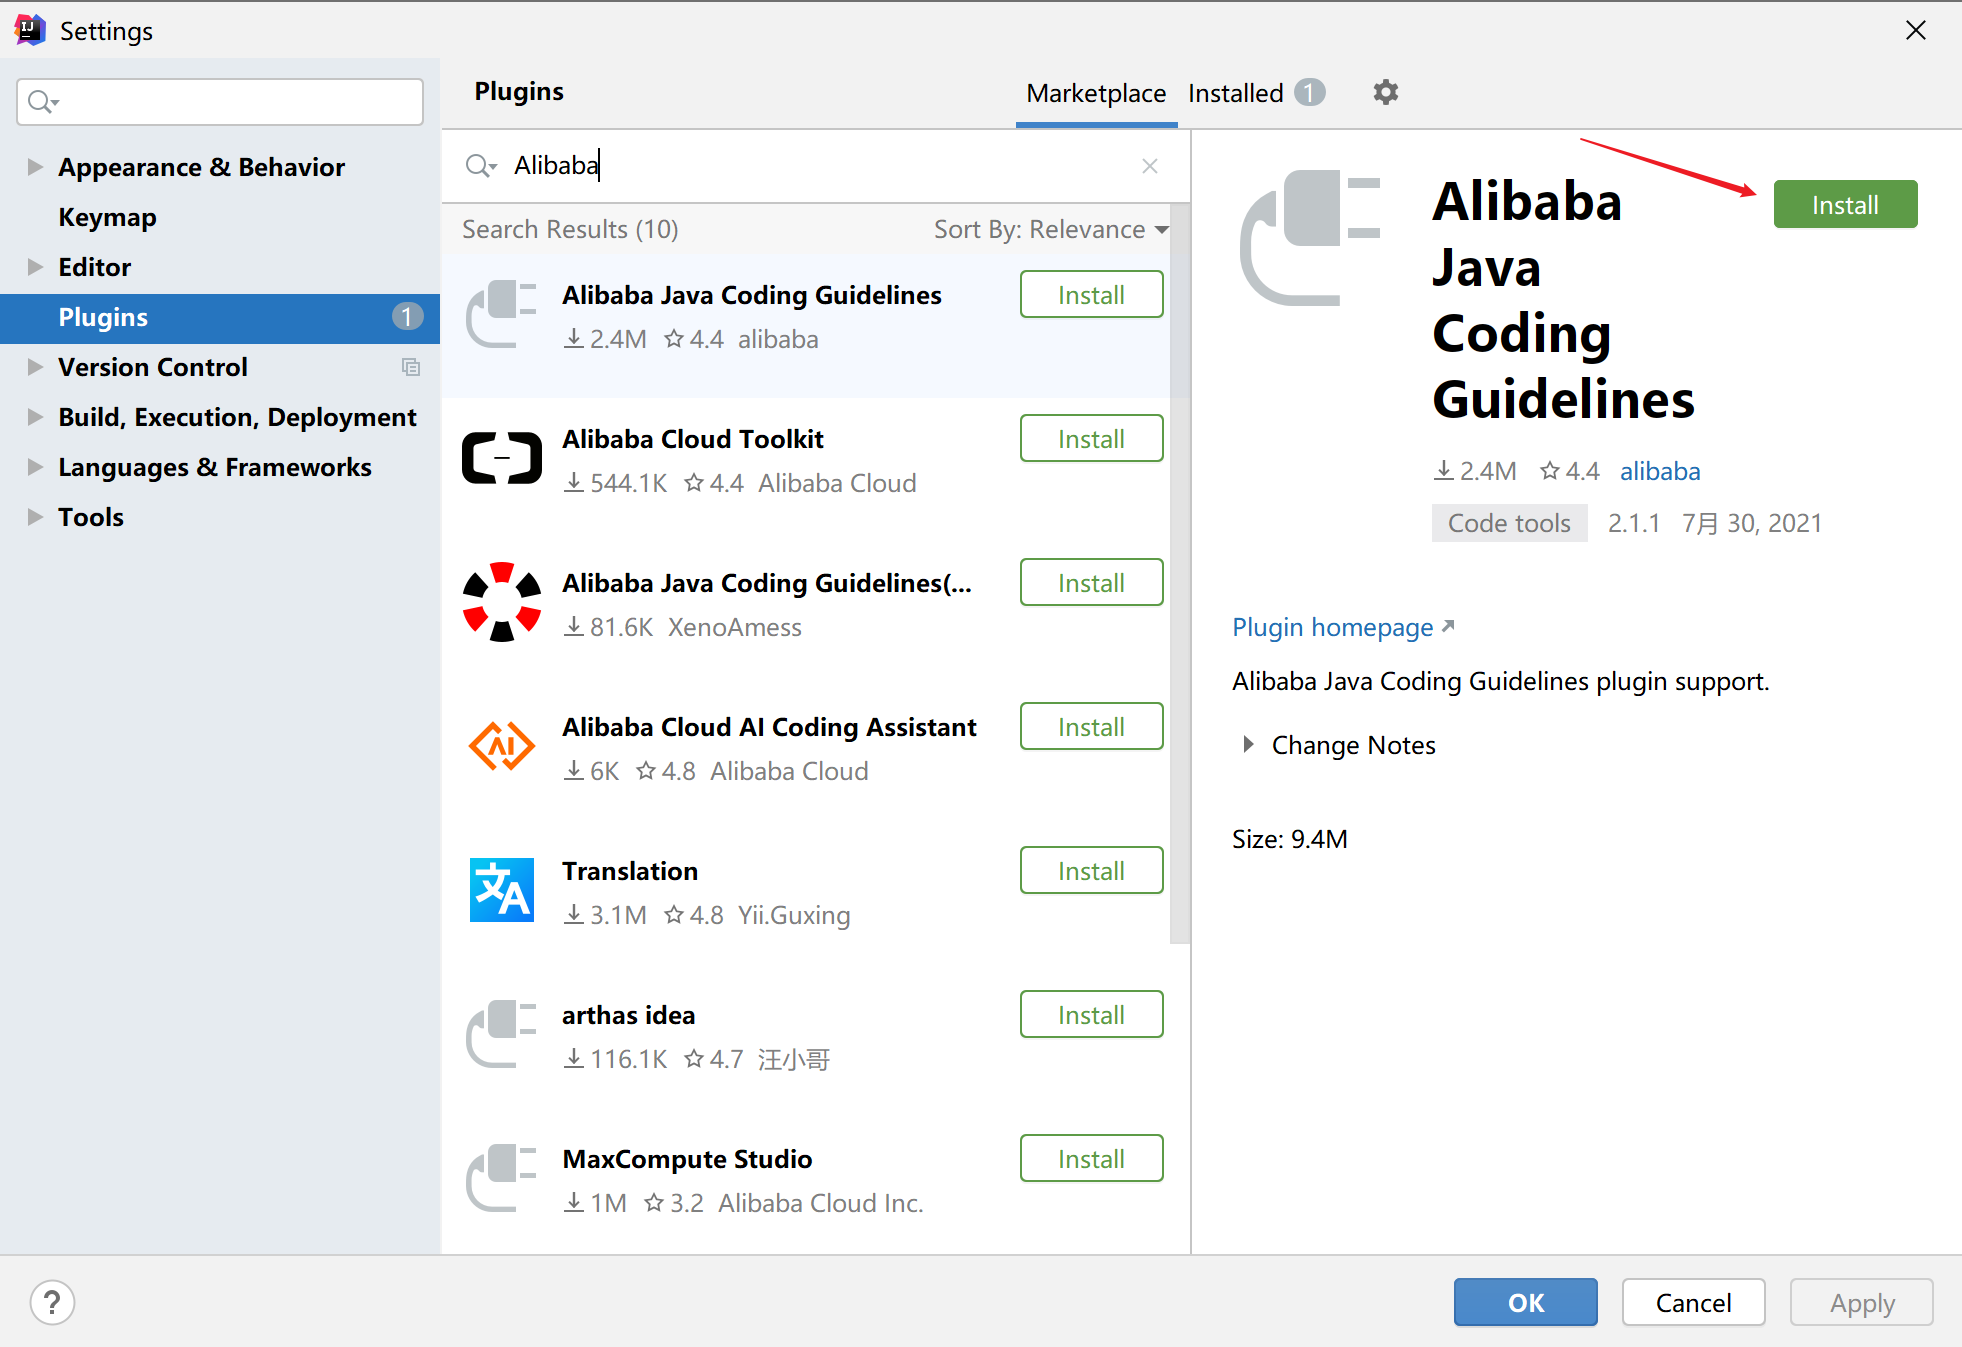 Settings
Appearance & Behavior
Keymap
Editor
Plugins 1
Version Control
Build, Execution, Deployment
Languages & Frameworks
Tools
Plugins
Marketplace
Installed 1
Alibaba
Search Results (10)
Sort By: Relevance
Alibaba Java Coding Guidelines
Install
2.4M 4.4 alibaba
Alibaba Cloud Toolkit
Install
544.1K 4.4 Alibaba Cloud
Alibaba Java Coding Guidelines(...
Install
81.6K XenoAmess
Alibaba Cloud AI Coding Assistant
Install
6K 4.8 Alibaba Cloud
Translation
Install
3.1M 4.8 Yii.Guxing
arthas idea
Install
116.1K 4.7 汪小哥
MaxCompute Studio
Install
1M 3.2 Alibaba Cloud Inc.
Alibaba
Java
Coding
Guidelines
Install
2.4M 4.4 alibaba
Code tools 2.1.1 7月 30, 2021
Plugin homepage
Alibaba Java Coding Guidelines plugin support.
Change Notes
Size: 9.4M
?
OK
Cancel
Apply